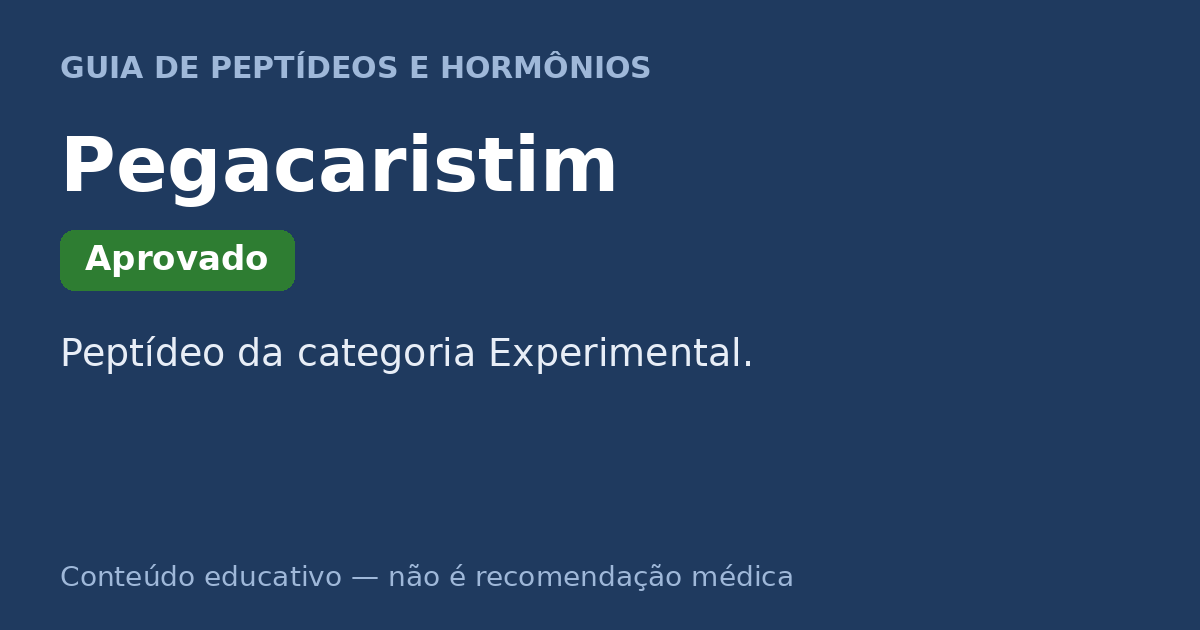 GUIA DE PEPTÍDEOS E HORMÔNIOS
Pegacaristim
Aprovado
Peptídeo da categoria Experimental.
Conteúdo educativo — não é recomendação médica